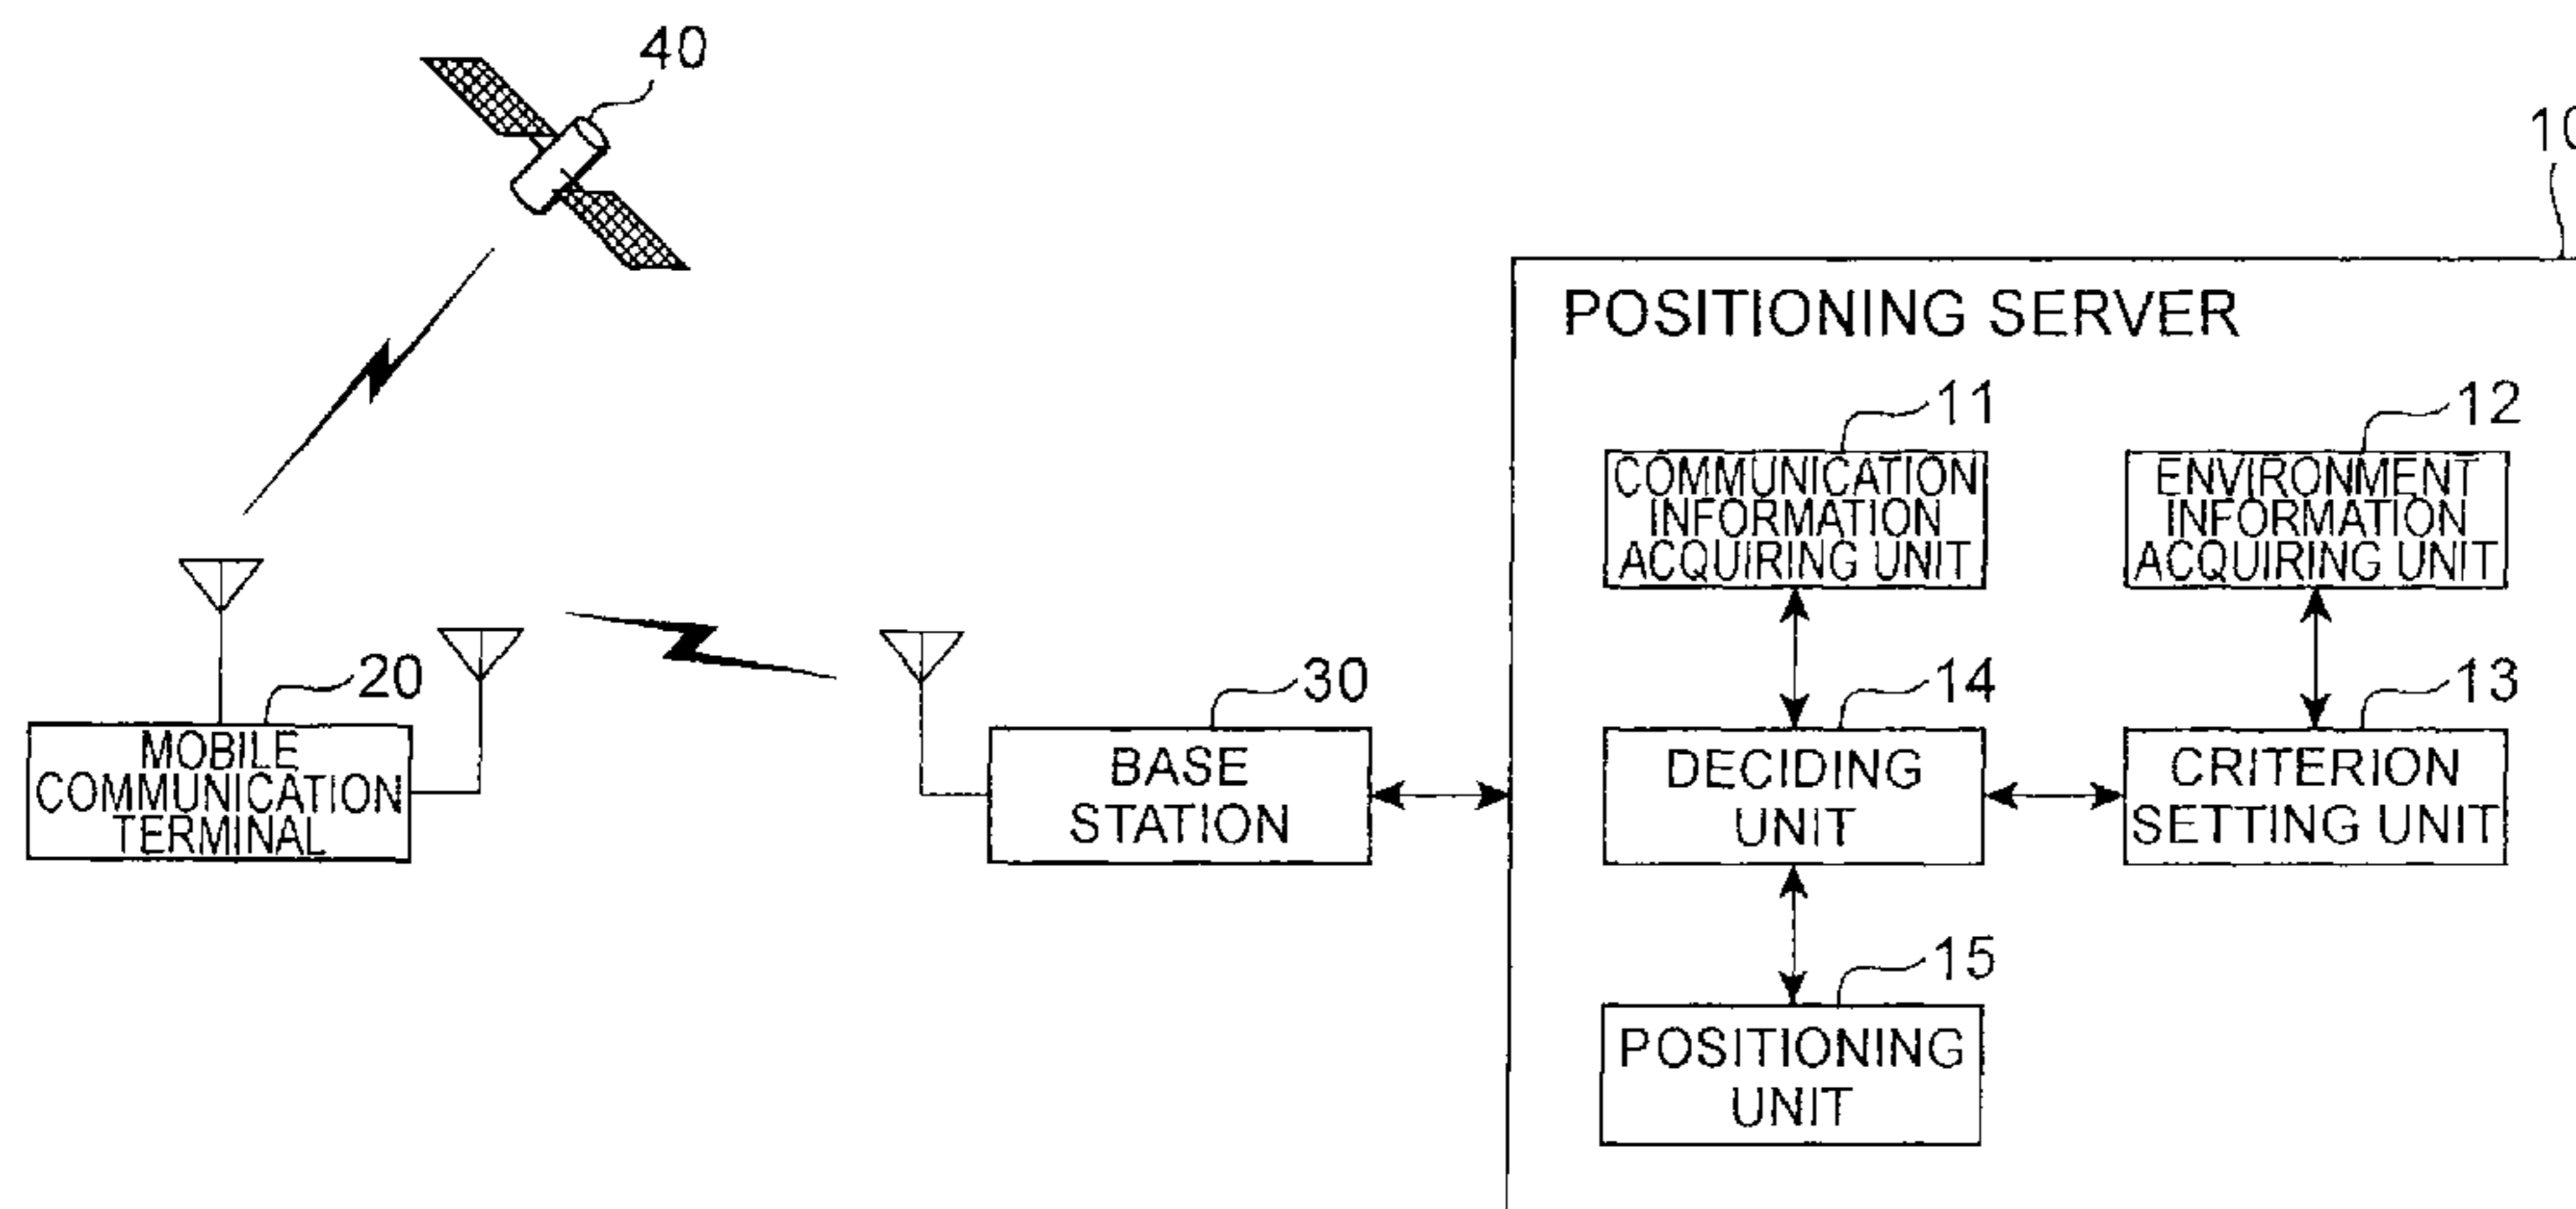 40
10
POSITIONING SERVER
11
12
COMMUNICATION
INFORMATION
ACQUIRING UNIT
ENVIRONMENT
INFORMATION
ACQUIRING UNIT
20
30
14
13
MOBILE
COMMUNICATION
TERMINAL
BASE
STATION
DECIDING
UNIT
CRITERION
SETTING UNIT
15
POSITIONING
UNIT